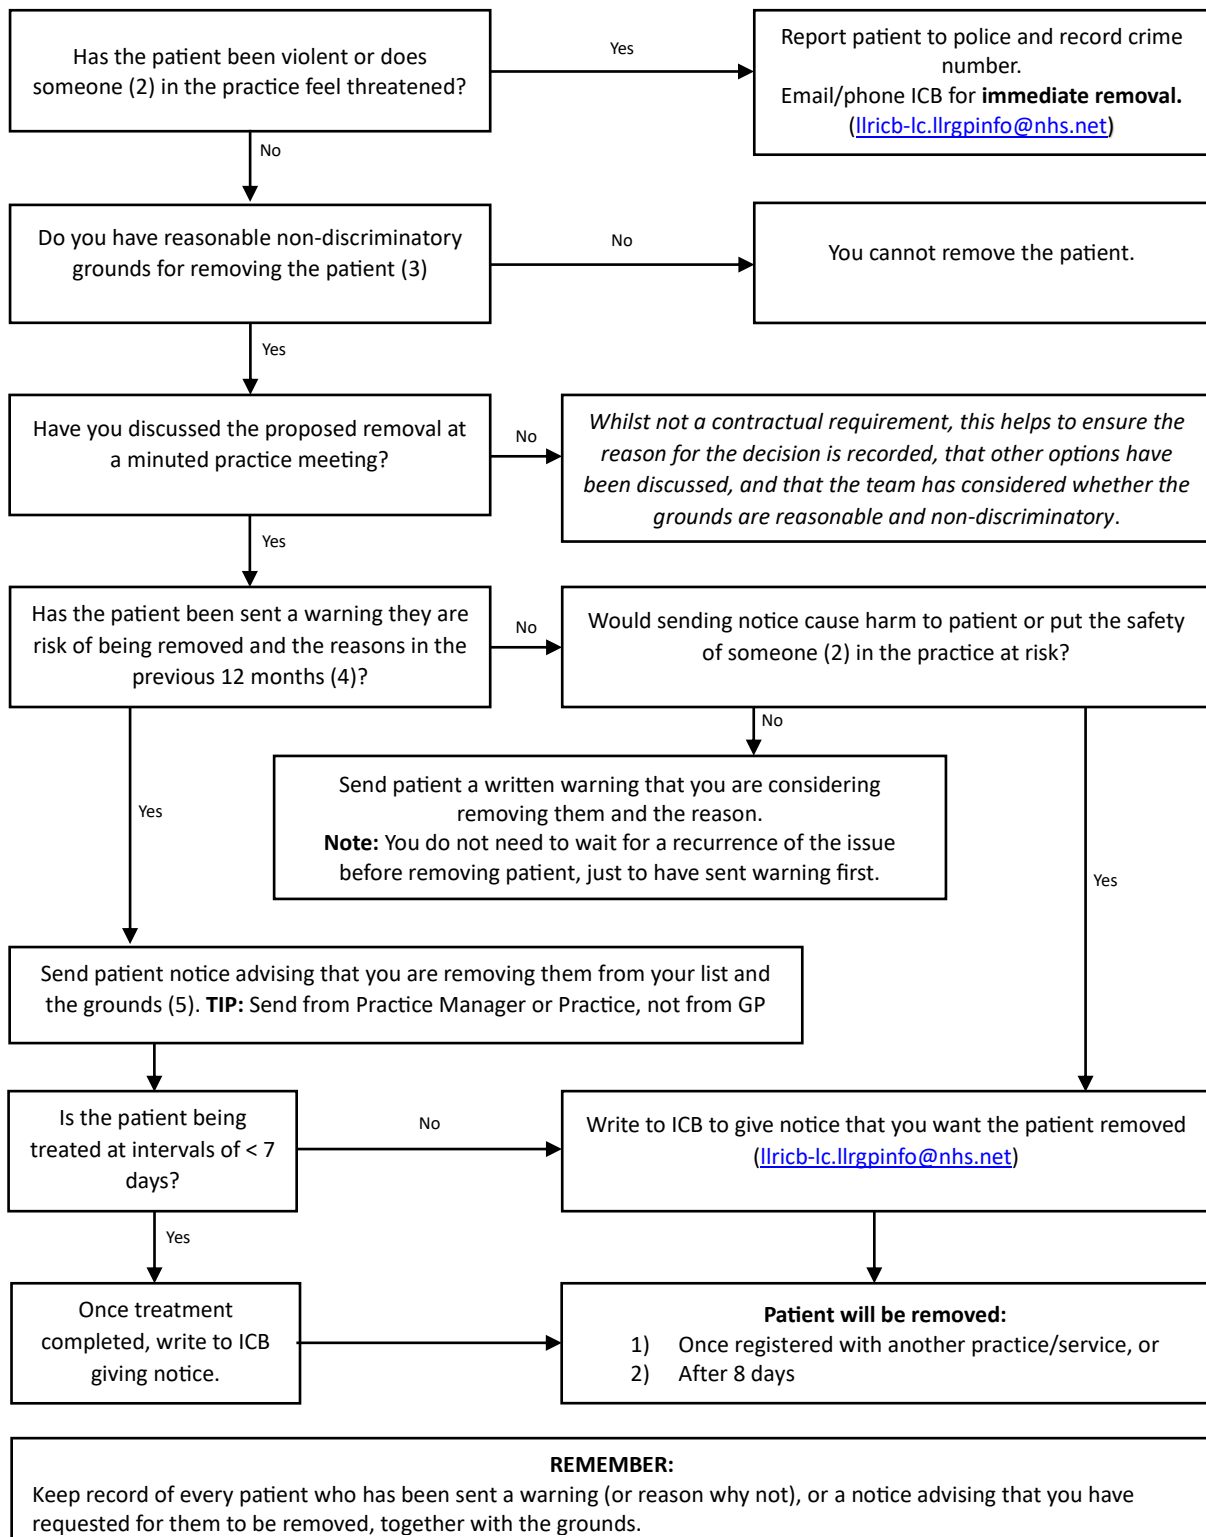 Has the patient been violent or does
someone (2) in the practice feel threatened?
Yes
Report patient to police and record crime
number.
Email/phone ICB for immediate removal.
(llricb-lc.llrgpinfo@nhs.net)
No
Do you have reasonable non-discriminatory
grounds for removing the patient (3)
No
You cannot remove the patient.
Yes
Have you discussed the proposed removal at
a minuted practice meeting?
No
Whilst not a contractual requirement, this helps to ensure the
reason for the decision is recorded, that other options have
been discussed, and that the team has considered whether the
grounds are reasonable and non-discriminatory.
Yes
Has the patient been sent a warning they are
risk of being removed and the reasons in the
previous 12 months (4)?
No
Would sending notice cause harm to patient or put the safety
of someone (2) in the practice at risk?
No
Send patient a written warning that you are considering
removing them and the reason.
Note: You do not need to wait for a recurrence of the issue
before removing patient, just to have sent warning first.
Yes
Yes
Send patient notice advising that you are removing them from your list and
the grounds (5). TIP: Send from Practice Manager or Practice, not from GP
Is the patient being
treated at intervals of < 7
days?
No
Write to ICB to give notice that you want the patient removed
(llricb-lc.llrgpinfo@nhs.net)
Yes
Once treatment
completed, write to ICB
giving notice.
Patient will be removed:
1) Once registered with another practice/service, or
2) After 8 days
REMEMBER:
Keep record of every patient who has been sent a warning (or reason why not), or a notice advising that you have
requested for them to be removed, together with the grounds.